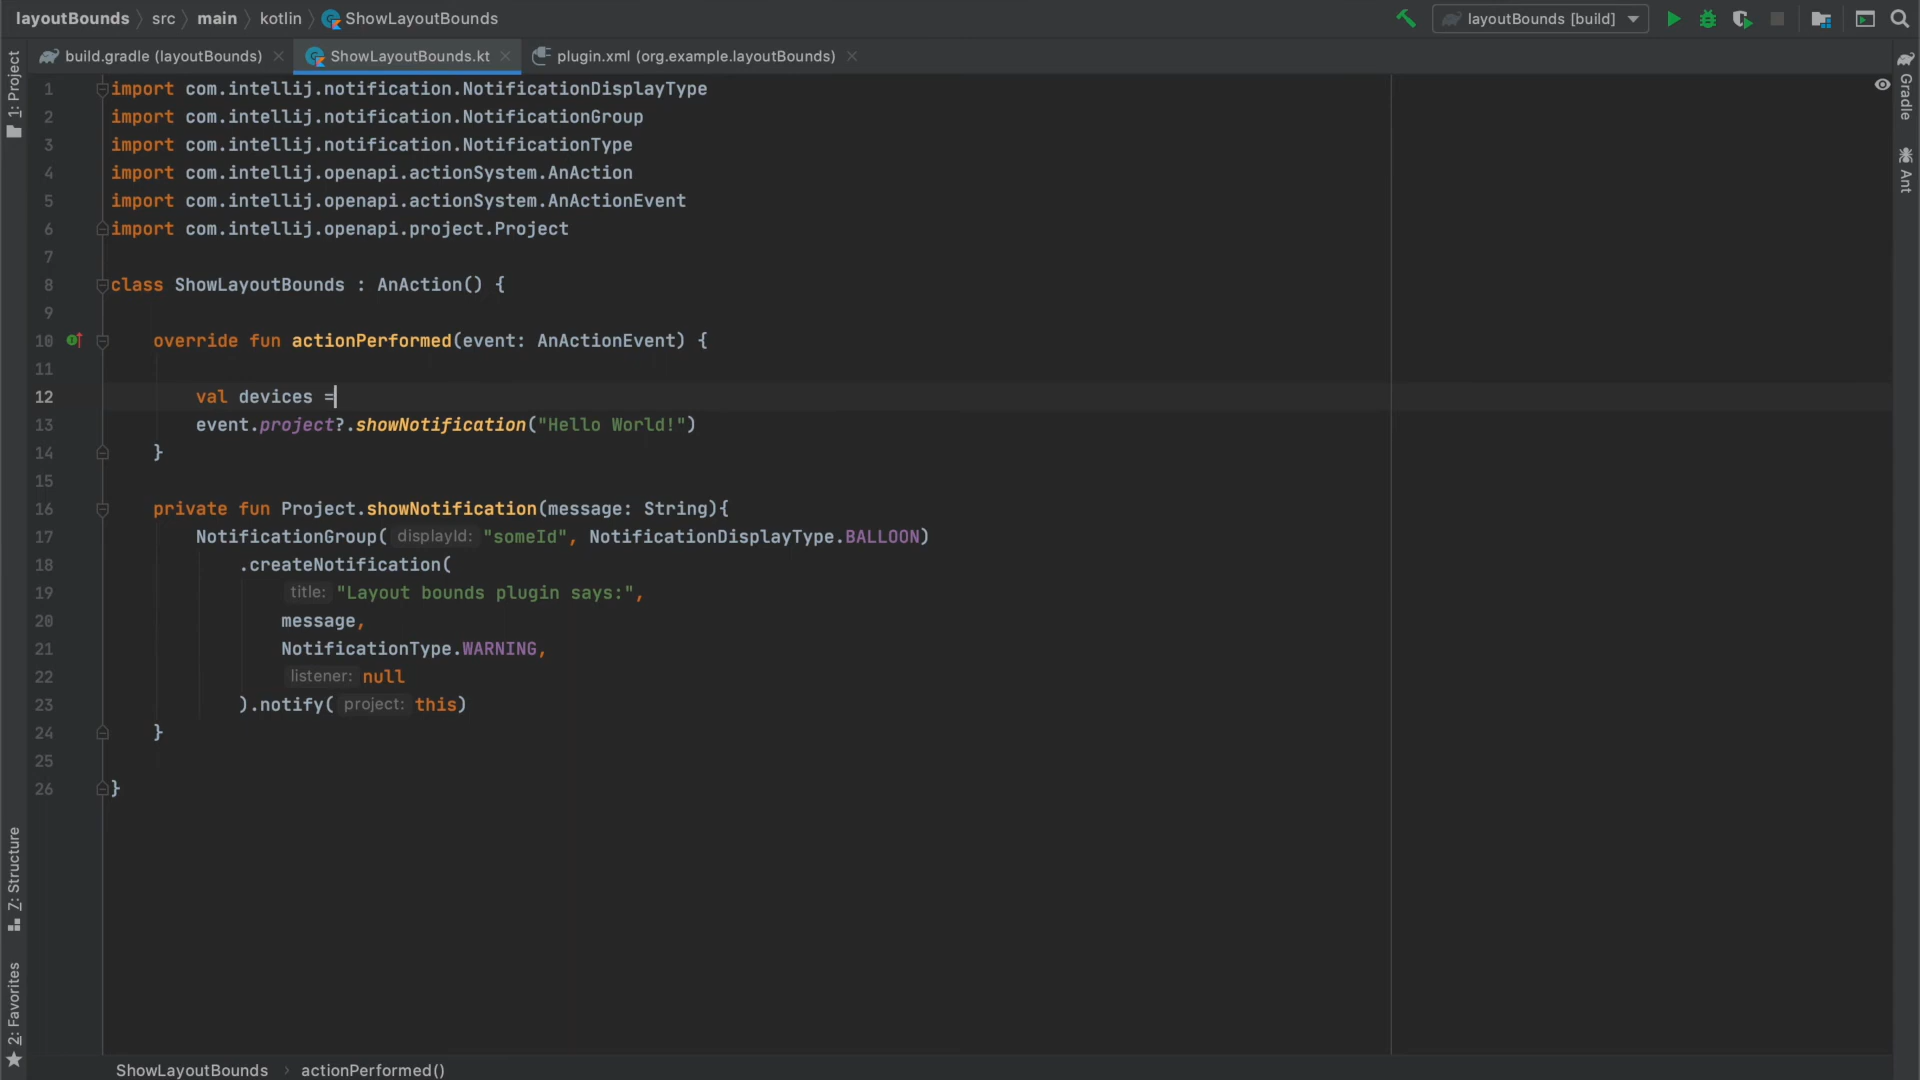 layoutBounds src main kotlin ShowLayoutBounds layoutBounds [build]
build.gradle (layoutBounds) ShowLayoutBounds.kt plugin.xml (org.example.layoutBounds)
1: Project
Z: Structure
2: Favorites
1 import com.intellij.notification.NotificationDisplayType
2 import com.intellij.notification.NotificationGroup
3 import com.intellij.notification.NotificationType
4 import com.intellij.openapi.actionSystem.AnAction
5 import com.intellij.openapi.actionSystem.AnActionEvent
6 import com.intellij.openapi.project.Project
7
8 class ShowLayoutBounds : AnAction() {
9
10 override fun actionPerformed(event: AnActionEvent) {
11
12 val devices =
13 event.project?.showNotification("Hello World!")
14 }
15
16 private fun Project.showNotification(message: String){
17 NotificationGroup( displayId: "someId", NotificationDisplayType.BALLOON)
18 .createNotification(
19 title: "Layout bounds plugin says:",
20 message,
21 NotificationType.WARNING,
22 listener: null
23 ).notify( project: this)
24 }
25
26 }
Gradle
Ant
ShowLayoutBounds actionPerformed()